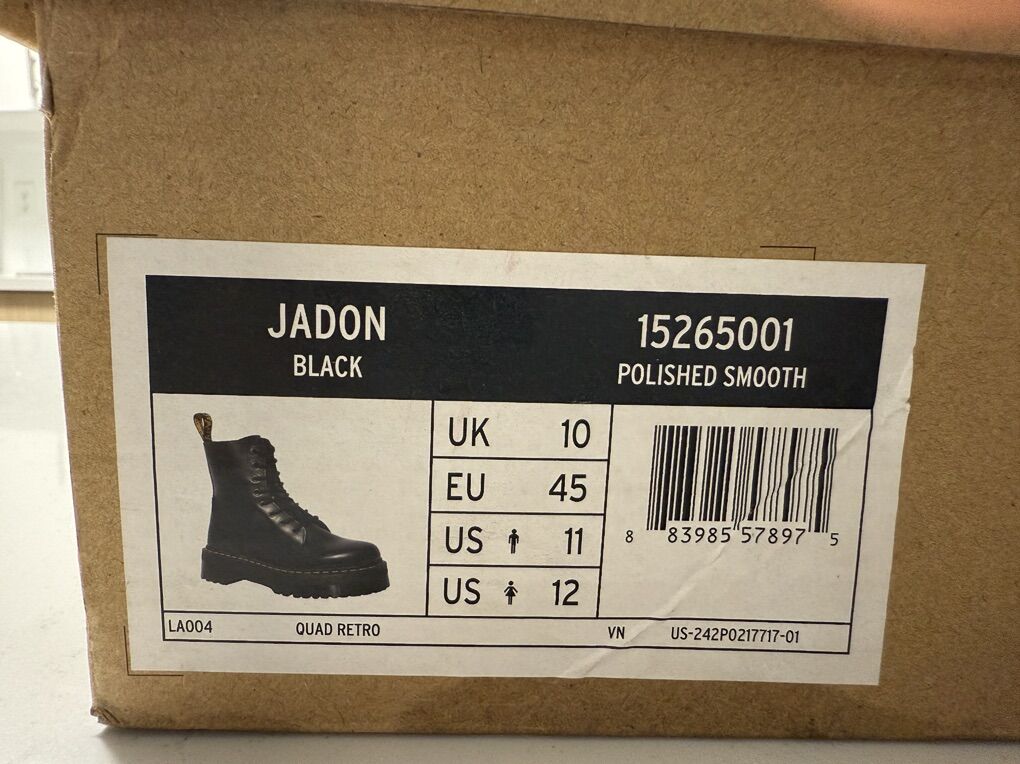 JADON
BLACK
15265001
POLISHED SMOOTH
UK 10
EU 45
US 11
US 12
8 83985 57897 5
LA004 QUAD RETRO VN US-242P0217717-01